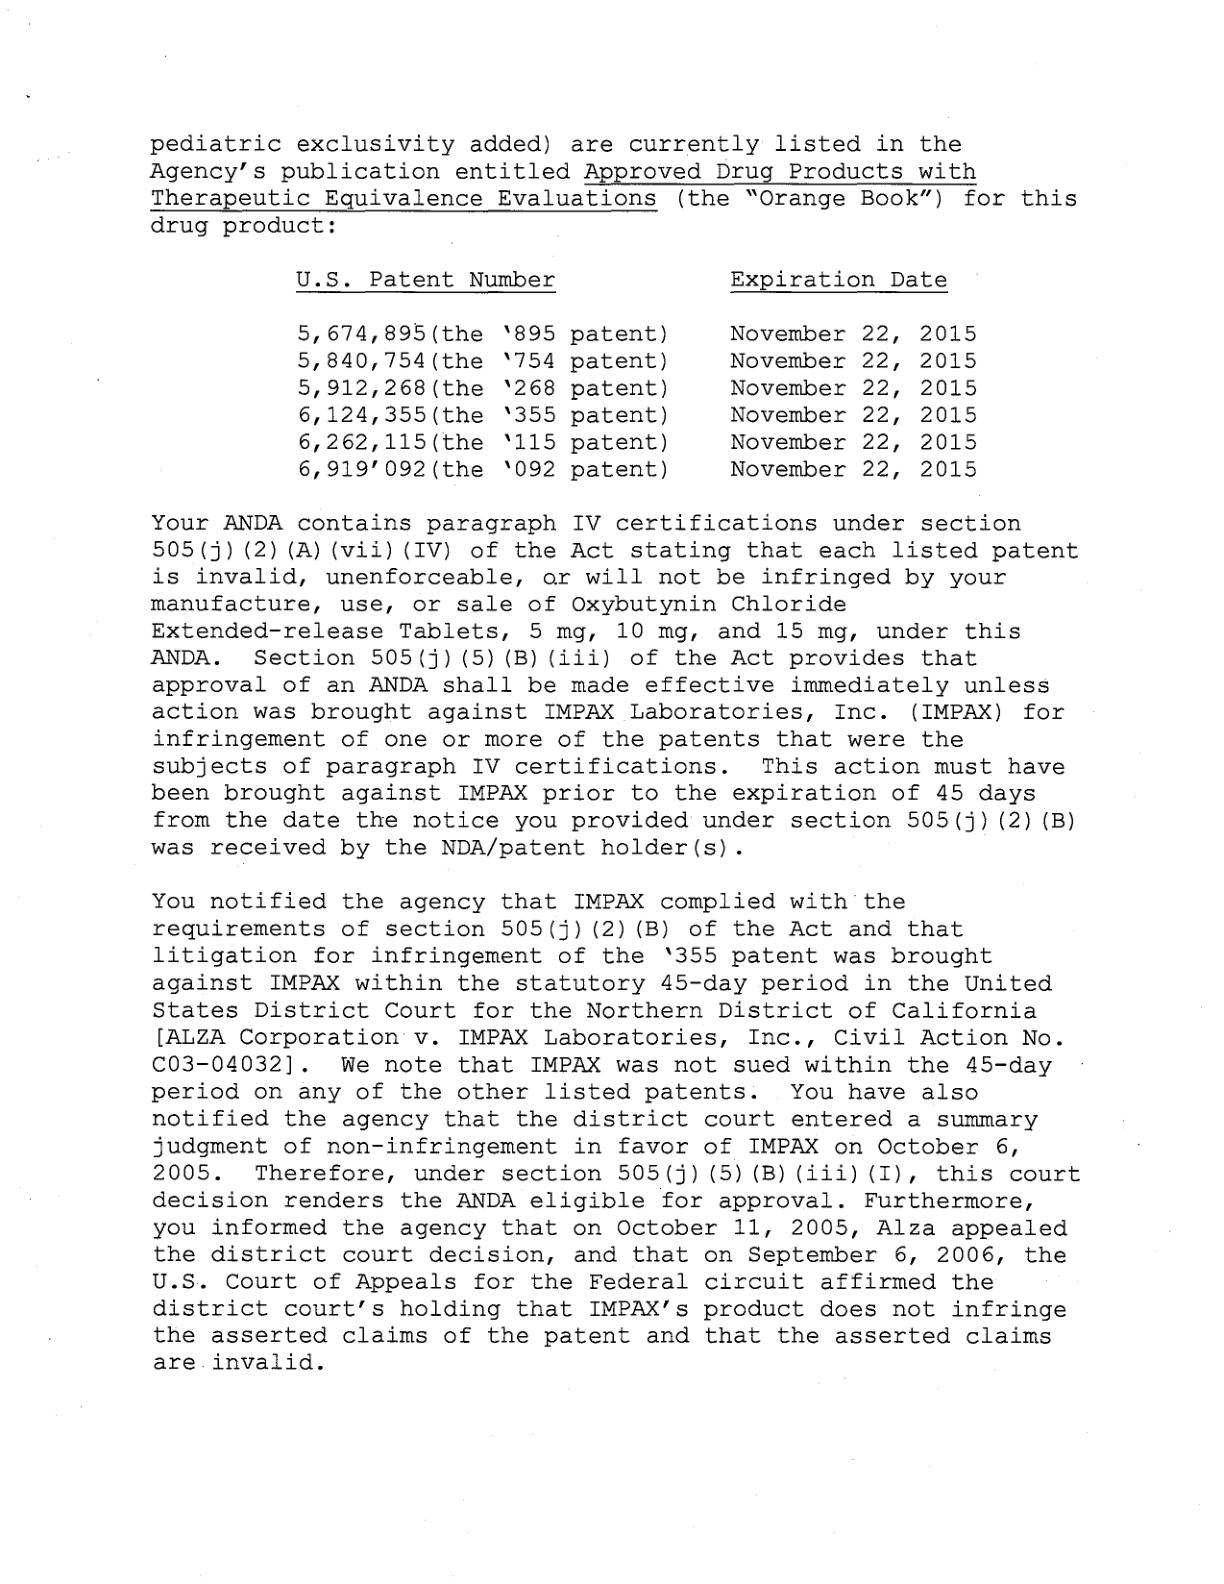 pediatric exclusivity added) are currently listed in the
Agency's publication entitled Approved Drug Products with
Therapeutic Equivalence Evaluations (the "Orange Book") for this
drug product:
U.S. Patent Number Expiration Date
5,674,895(the '895 patent) November 22, 2015
5,840,754(the '754 patent) November 22, 2015
5,912,268(the '268 patent) November 22, 2015
6,124,355(the '355 patent) November 22, 2015
6,262,115(the '115 patent) November 22, 2015
6,919'092(the '092 patent) November 22, 2015
Your ANDA contains paragraph IV certifications under section
505(j)(2)(A)(vii)(IV) of the Act stating that each listed patent
is invalid, unenforceable, or will not be infringed by your
manufacture, use, or sale of Oxybutynin Chloride
Extended-release Tablets, 5 mg, 10 mg, and 15 mg, under this
ANDA. Section 505(j)(5)(B)(iii) of the Act provides that
approval of an ANDA shall be made effective immediately unless
action was brought against IMPAX Laboratories, Inc. (IMPAX) for
infringement of one or more of the patents that were the
subjects of paragraph IV certifications. This action must have
been brought against IMPAX prior to the expiration of 45 days
from the date the notice you provided under section 505(j)(2)(B)
was received by the NDA/patent holder(s).
You notified the agency that IMPAX complied with the
requirements of section 505(j)(2)(B) of the Act and that
litigation for infringement of the '355 patent was brought
against IMPAX within the statutory 45-day period in the United
States District Court for the Northern District of California
[ALZA Corporation v. IMPAX Laboratories, Inc., Civil Action No.
C03-04032]. We note that IMPAX was not sued within the 45-day
period on any of the other listed patents. You have also
notified the agency that the district court entered a summary
judgment of non-infringement in favor of IMPAX on October 6,
2005. Therefore, under section 505(j)(5)(B)(iii)(I), this court
decision renders the ANDA eligible for approval. Furthermore,
you informed the agency that on October 11, 2005, Alza appealed
the district court decision, and that on September 6, 2006, the
U.S. Court of Appeals for the Federal circuit affirmed the
district court's holding that IMPAX's product does not infringe
the asserted claims of the patent and that the asserted claims
are invalid.